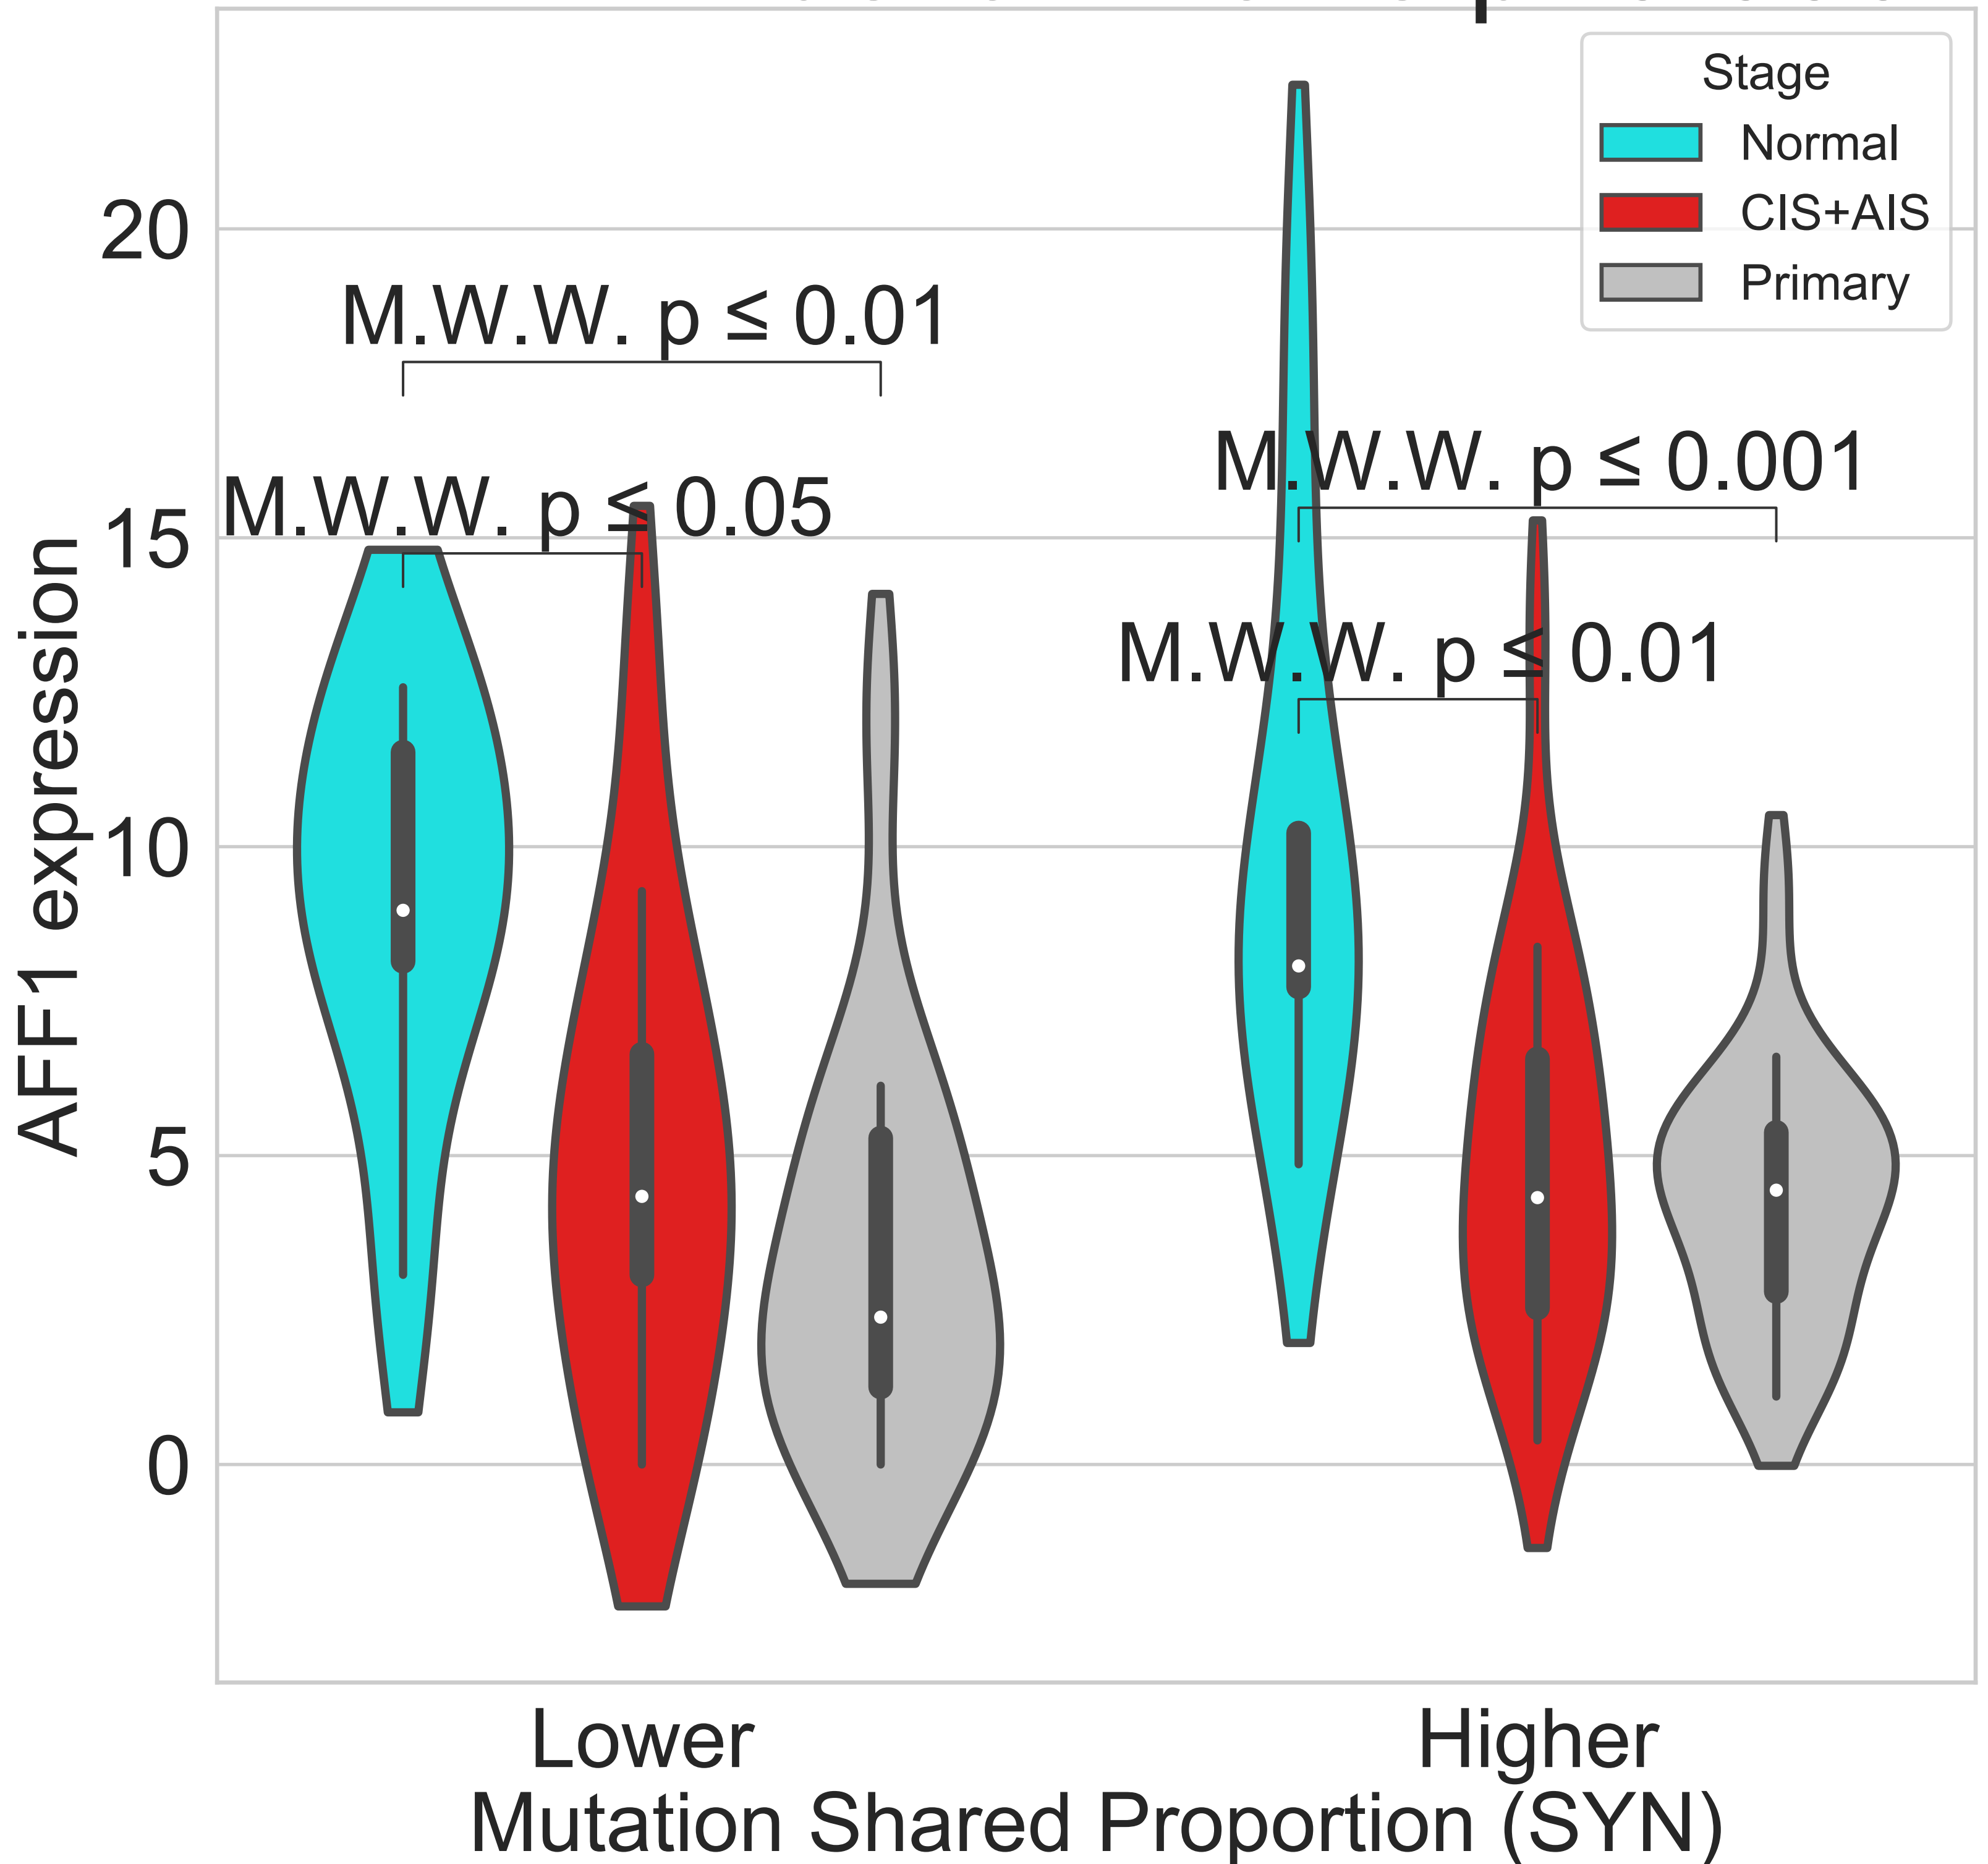 Stage
Normal
CIS+AIS
Primary
20
15
10
5
0
AFF1 expression
M.W.W. p ≤ 0.01
M.W.W. p ≤ 0.05
M.W.W. p ≤ 0.001
M.W.W. p ≤ 0.01
Lower
Higher
Mutation Shared Proportion (SYN)